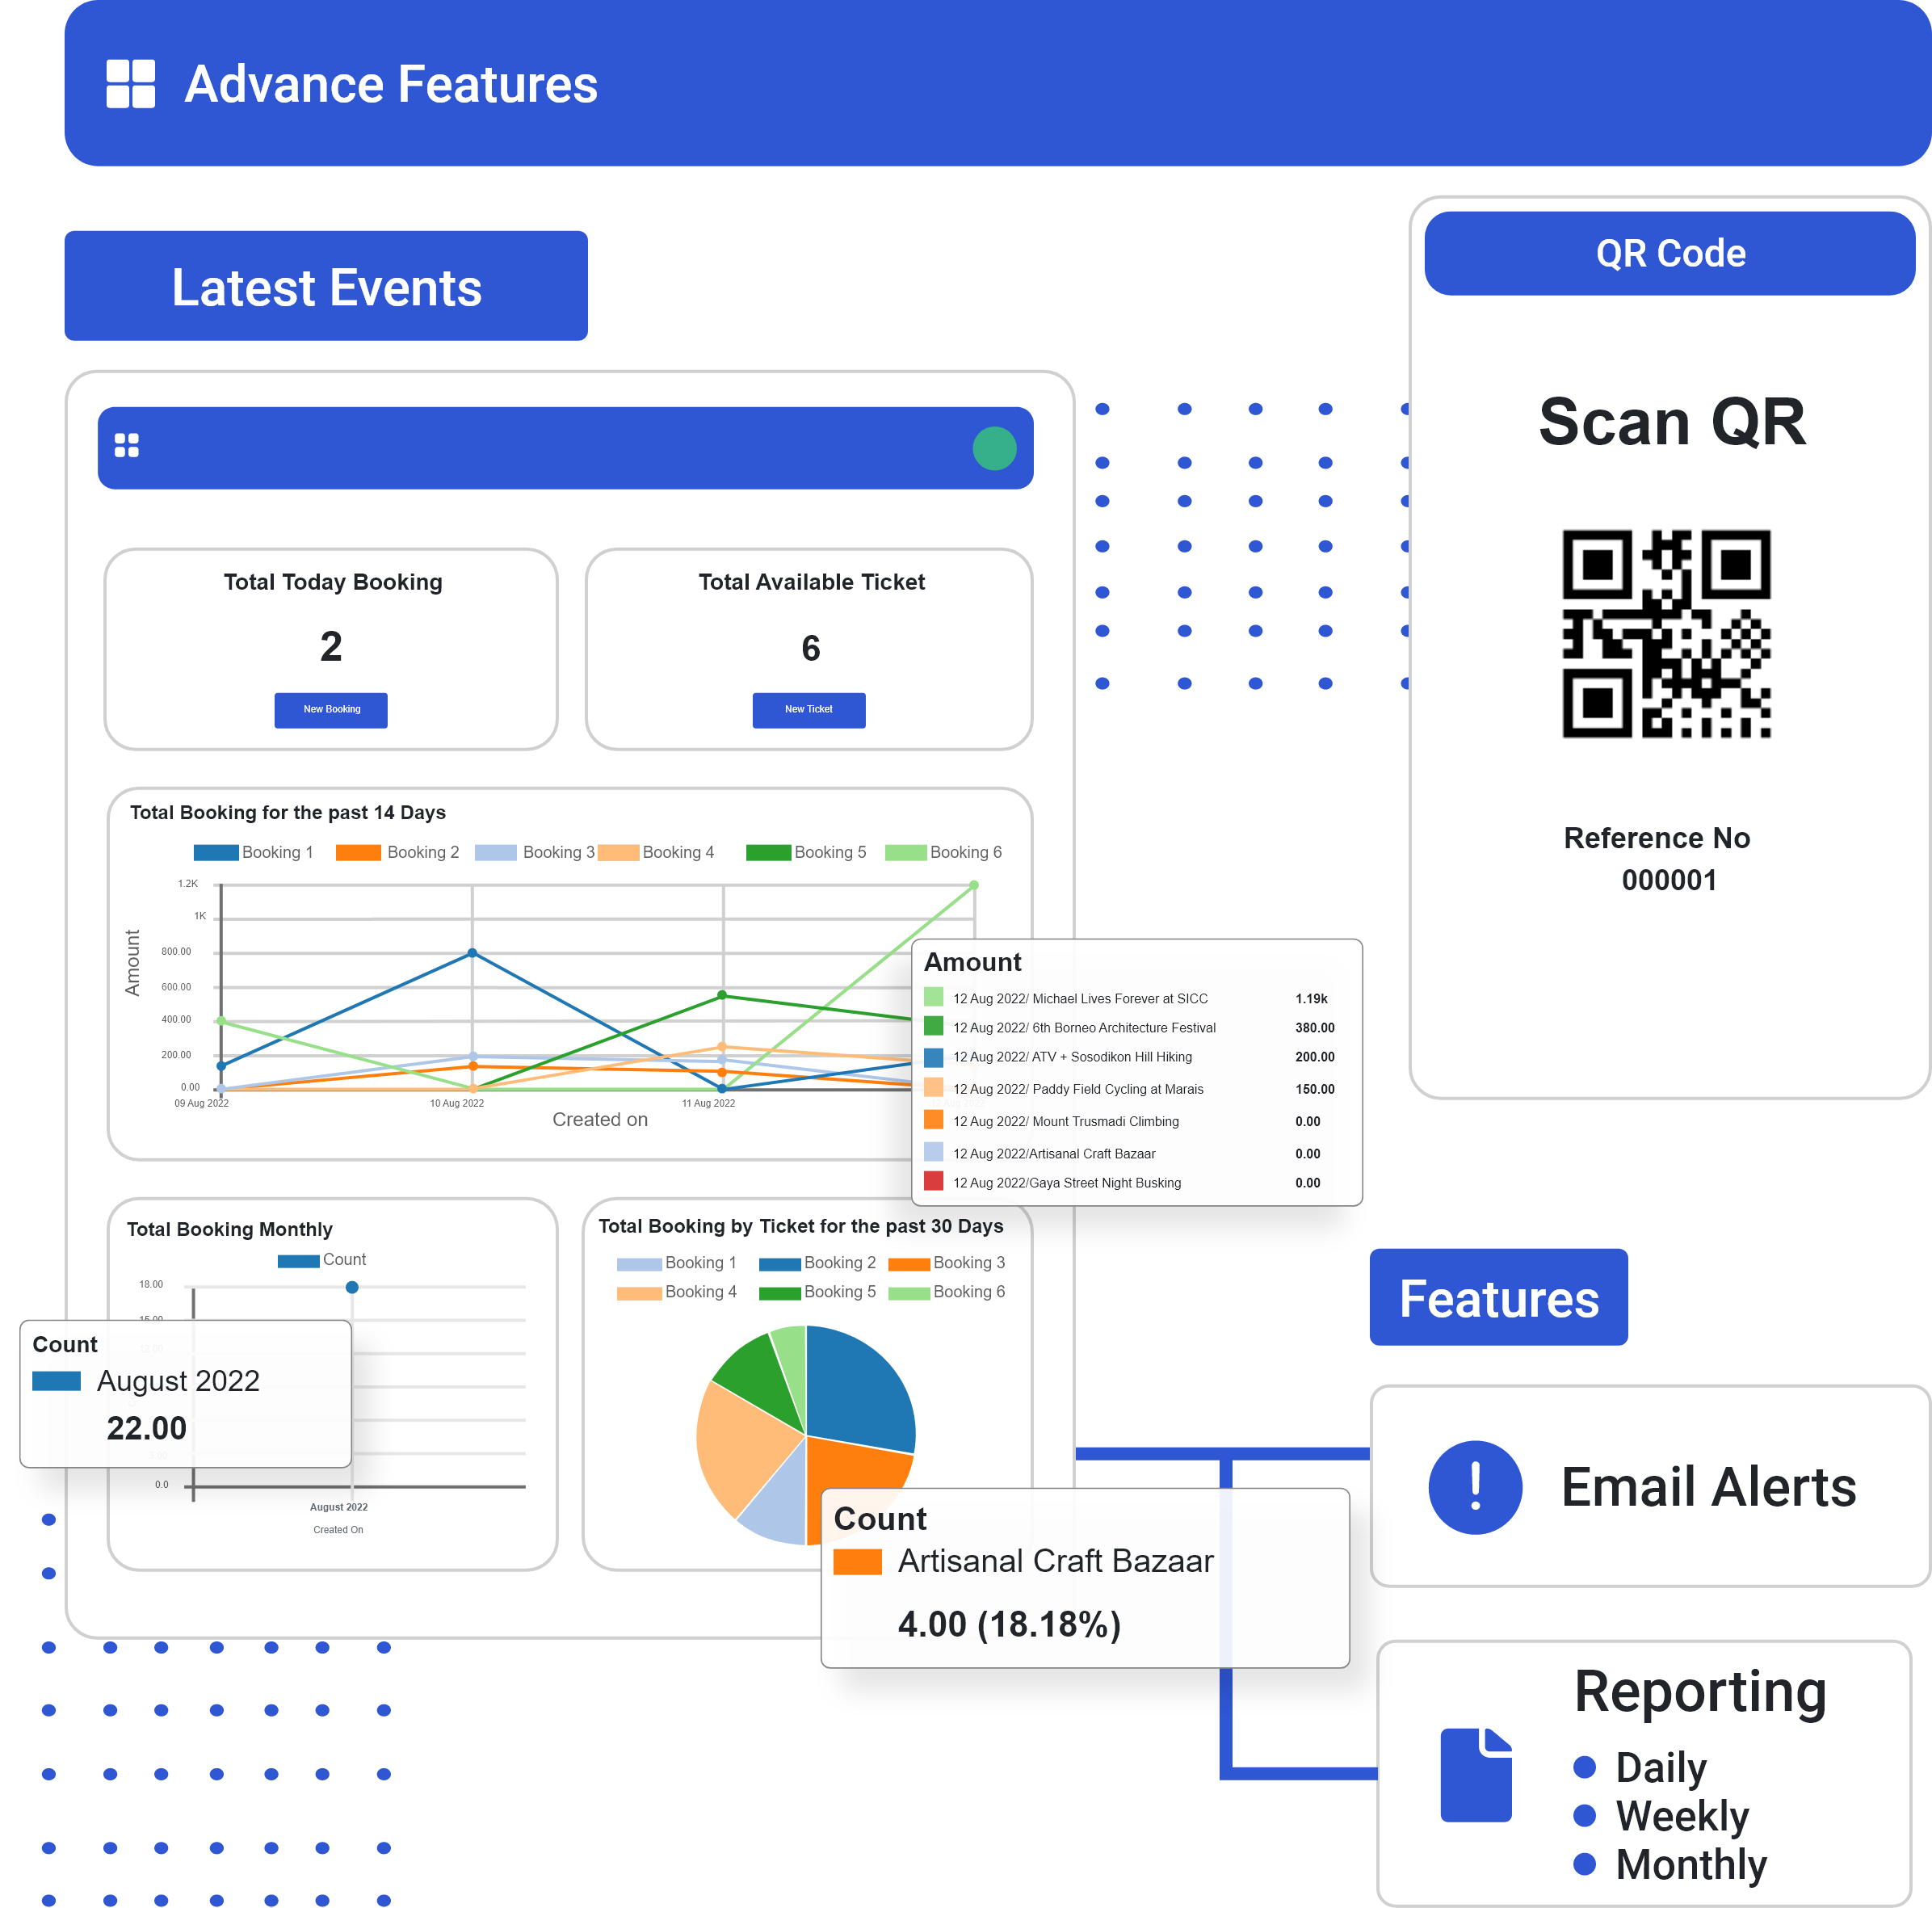 Advance Features
Latest Events
QR Code
Scan QR
Reference No
000001
Total Today Booking
2
New Booking
Total Available Ticket
6
New Ticket
Total Booking for the past 14 Days
Booking 1 Booking 2 Booking 3 Booking 4 Booking 5 Booking 6
Amount
1.2K
1K
800.00
600.00
400.00
200.00
0.00
09 Aug 2022 10 Aug 2022 11 Aug 2022
Created on
Amount
12 Aug 2022/ Michael Lives Forever at SICC 1.19k
12 Aug 2022/ 6th Borneo Architecture Festival 380.00
12 Aug 2022/ ATV + Sosodikon Hill Hiking 200.00
12 Aug 2022/ Paddy Field Cycling at Marais 150.00
12 Aug 2022/ Mount Trusmadi Climbing 0.00
12 Aug 2022/Artisanal Craft Bazaar 0.00
12 Aug 2022/Gaya Street Night Busking 0.00
Total Booking Monthly
Count
18.00
15.00
12.00
0.0
August 2022
Created On
Count
August 2022
22.00
Total Booking by Ticket for the past 30 Days
Booking 1 Booking 2 Booking 3
Booking 4 Booking 5 Booking 6
Count
Artisanal Craft Bazaar
4.00 (18.18%)
Features
Email Alerts
Reporting
Daily
Weekly
Monthly